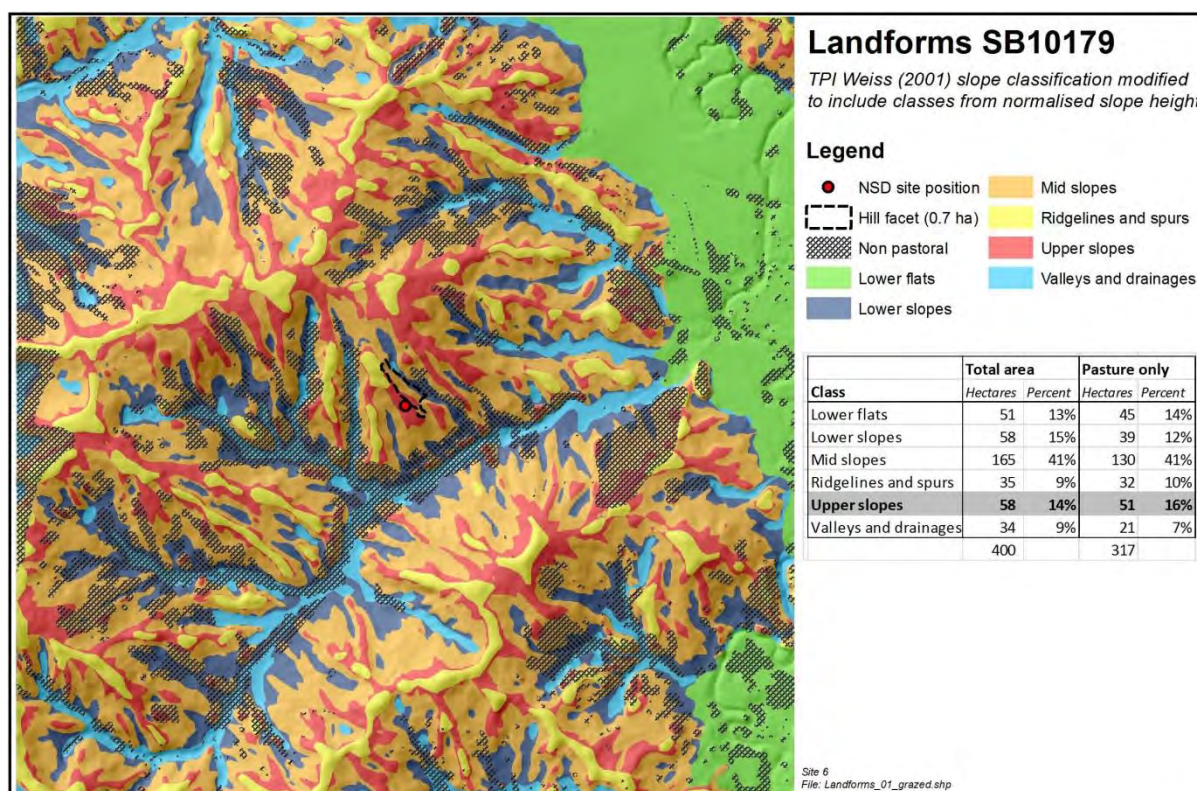 Landforms SB10179
TPI Weiss (2001) slope classification modified
to include classes from normalised slope height
Legend
NSD site position
Hill facet (0.7 ha)
Non pastoral
Lower flats
Lower slopes
Mid slopes
Ridgelines and spurs
Upper slopes
Valleys and drainages
Total area Pasture only
Class Hectares Percent Hectares Percent
Lower flats 51 13% 45 14%
Lower slopes 58 15% 39 12%
Mid slopes 165 41% 130 41%
Ridgelines and spurs 35 9% 32 10%
Upper slopes 58 14% 51 16%
Valleys and drainages 34 9% 21 7%
400 317
Site 6
File: Landforms_01_grazed.shp